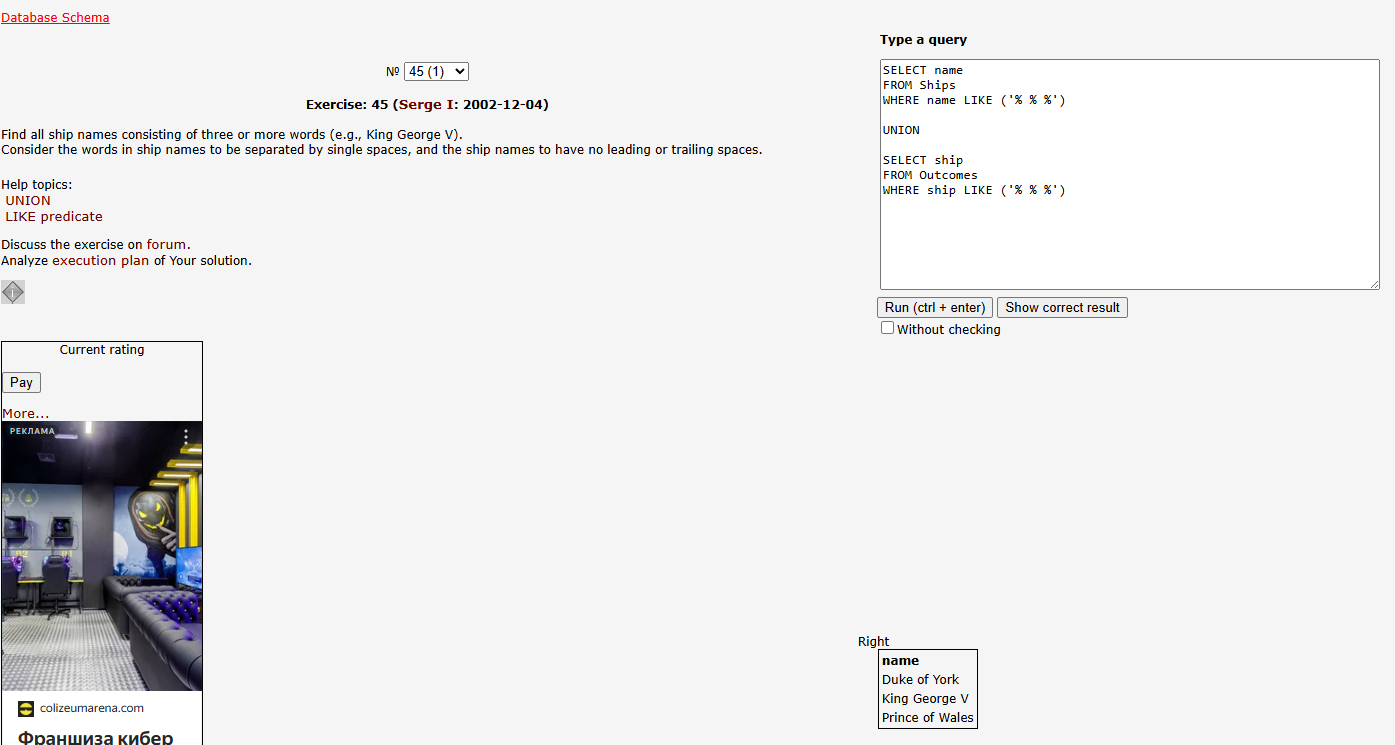 Database Schema
№ 45 (1)
Exercise: 45 (Serge I: 2002-12-04)
Find all ship names consisting of three or more words (e.g., King George V).
Consider the words in ship names to be separated by single spaces, and the ship names to have no leading or trailing spaces.
Help topics:
UNION
LIKE predicate
Discuss the exercise on forum.
Analyze execution plan of Your solution.
Current rating
Pay
More...
РЕКЛАМА
colizeumarena.com
Франшиза кибер
Type a query
SELECT name
FROM Ships
WHERE name LIKE ('% % %')
UNION
SELECT ship
FROM Outcomes
WHERE ship LIKE ('% % %')
Run (ctrl + enter) Show correct result
Without checking
Right
name
Duke of York
King George V
Prince of Wales